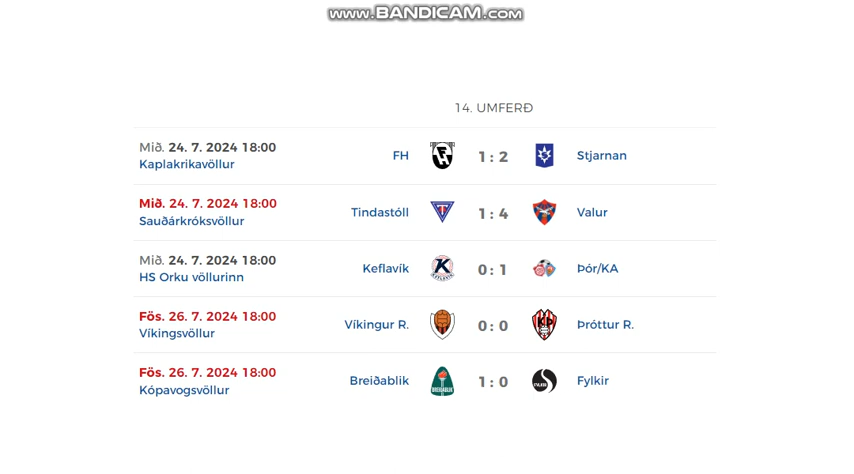 www.BANDICAM.com
14. UMFERÐ
Mið. 24. 7. 2024 18:00
Kaplakrikavöllur
FH 1 : 2 Stjarnan
Mið. 24. 7. 2024 18:00
Sauðárkróksvöllur
Tindastóll 1 : 4 Valur
Mið. 24. 7. 2024 18:00
HS Orku völlurinn
Keflavík 0 : 1 Þór/KA
Fös. 26. 7. 2024 18:00
Víkingsvöllur
Víkingur R. 0 : 0 Þróttur R.
Fös. 26. 7. 2024 18:00
Kópavogsvöllur
Breiðablik 1 : 0 Fylkir